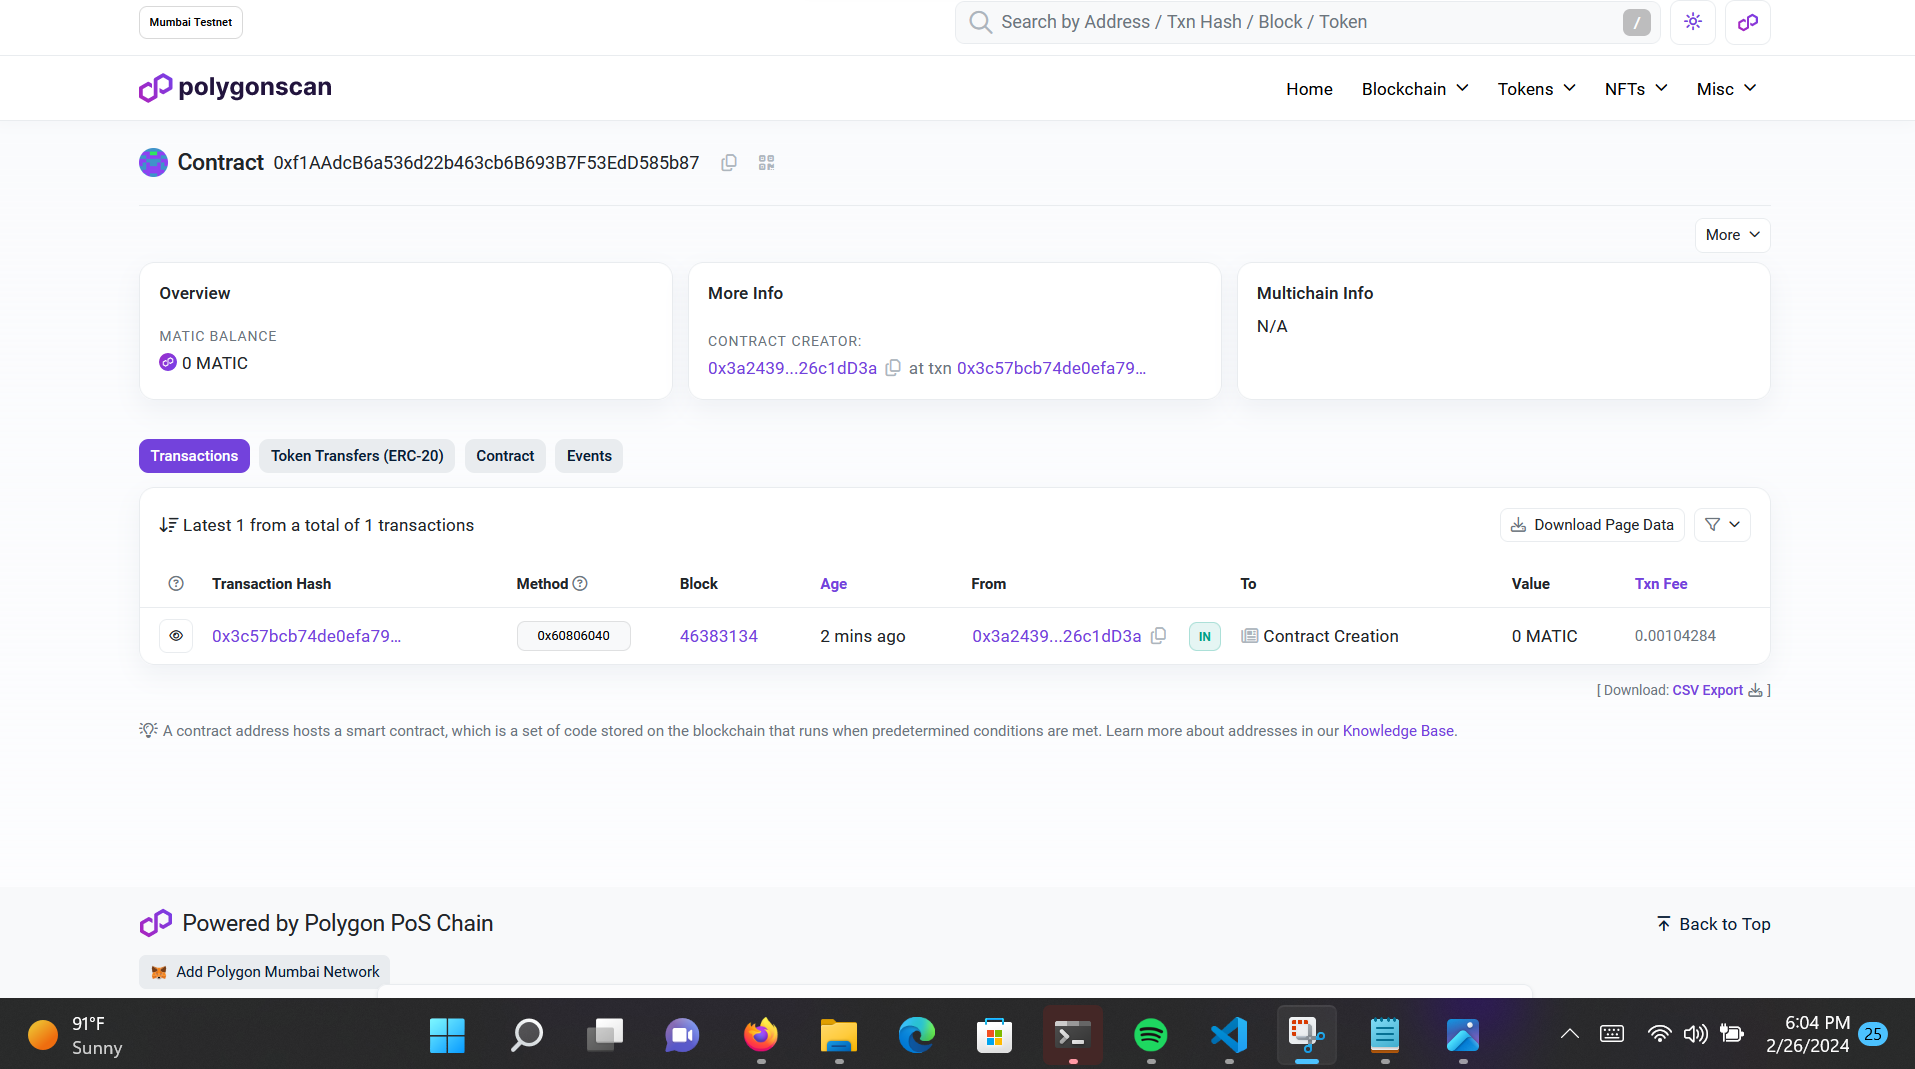 Mumbai Testnet
Search by Address / Txn Hash / Block / Token
/
polygonscan
Home Blockchain Tokens NFTs Misc
Contract 0xf1AAdcB6a536d22b463cb6B693B7F53EdD585b87
More
Overview
MATIC BALANCE
0 MATIC
More Info
CONTRACT CREATOR:
0x3a2439...26c1dD3a at txn 0x3c57bcb74de0efa79...
Multichain Info
N/A
Transactions Token Transfers (ERC-20) Contract Events
Latest 1 from a total of 1 transactions
Download Page Data
? Transaction Hash Method ? Block Age From To Value Txn Fee
0x3c57bcb74de0efa79... 0x60806040 46383134 2 mins ago 0x3a2439...26c1dD3a IN Contract Creation 0 MATIC 0.00104284
[ Download: CSV Export ]
A contract address hosts a smart contract, which is a set of code stored on the blockchain that runs when predetermined conditions are met. Learn more about addresses in our Knowledge Base.
Powered by Polygon PoS Chain
Back to Top
Add Polygon Mumbai Network
91°F
Sunny
6:04 PM
2/26/2024
25